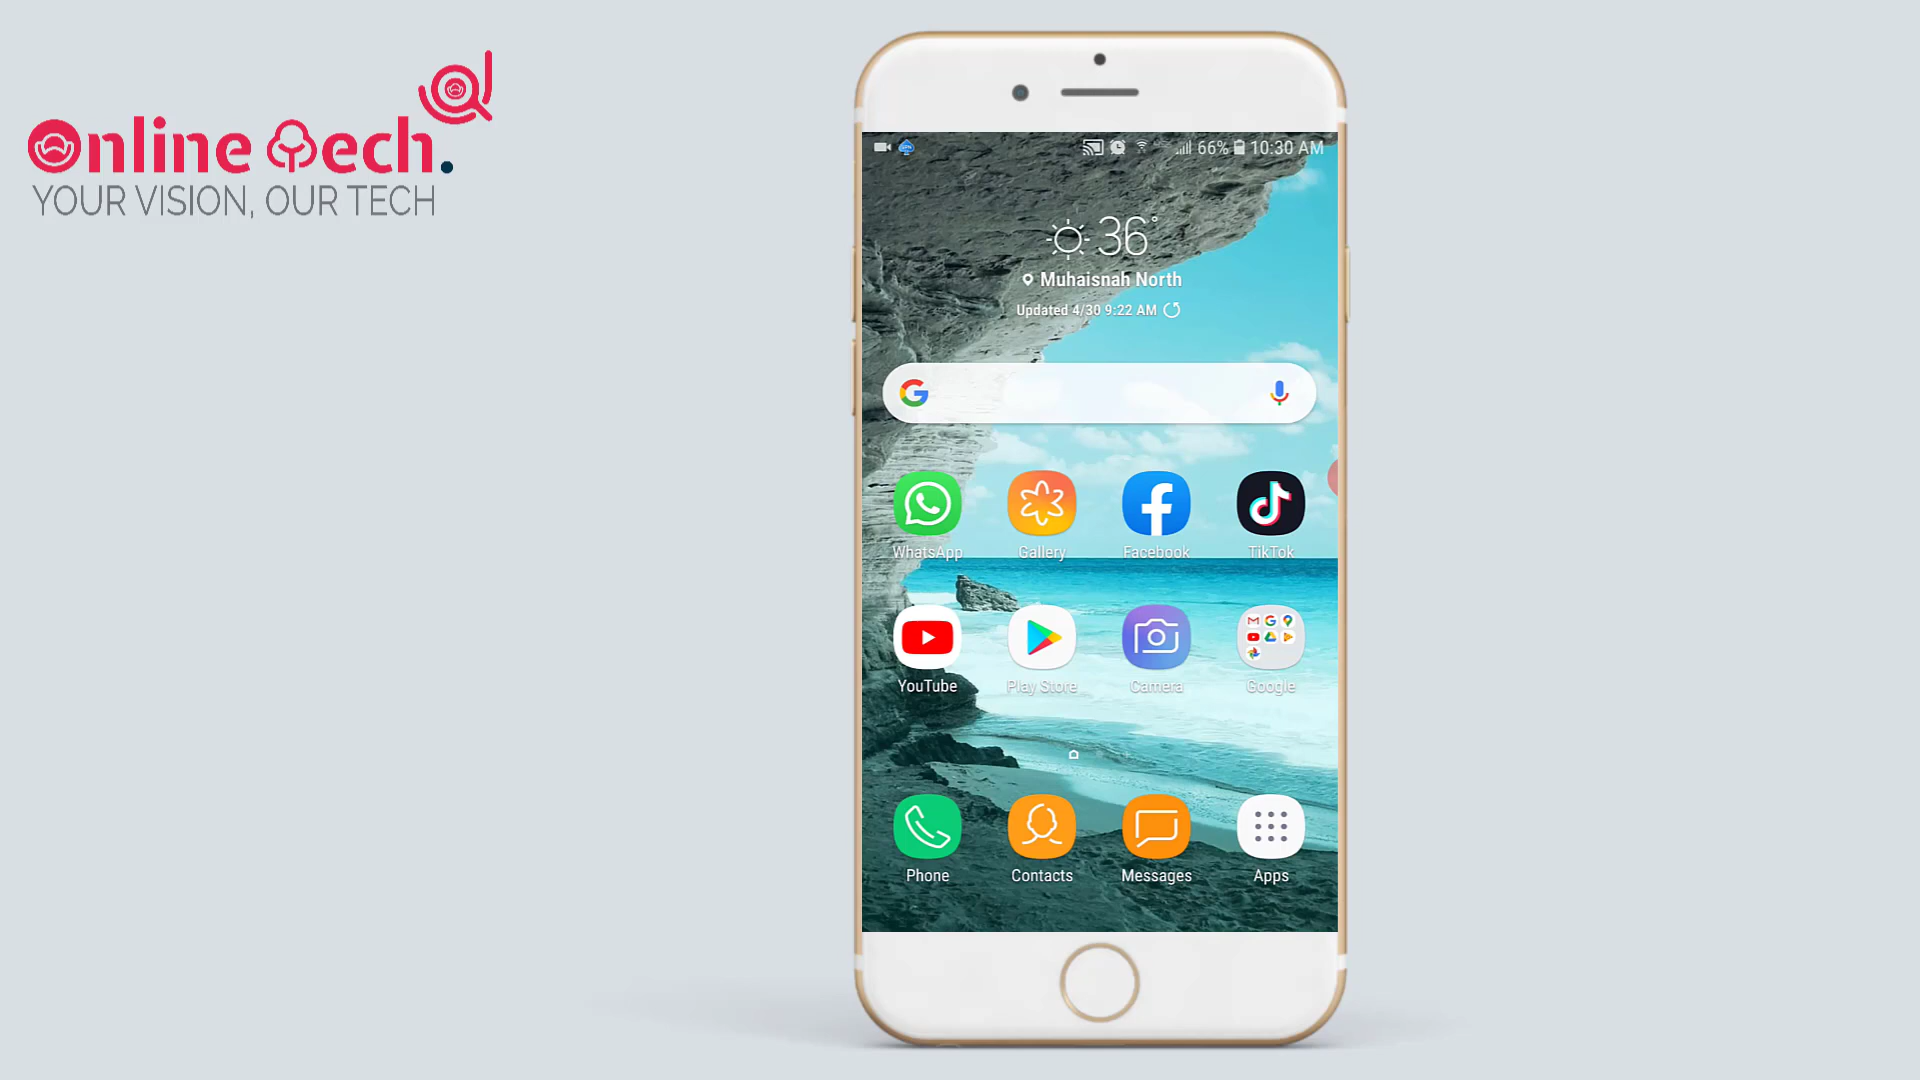 Online Tech.
YOUR VISION, OUR TECH
66% 10:30 AM
36°
Muhaisnah North
Updated 4/30 9:22 AM
WhatsApp Gallery Facebook TikTok
YouTube Play Store Camera Google
Phone Contacts Messages Apps